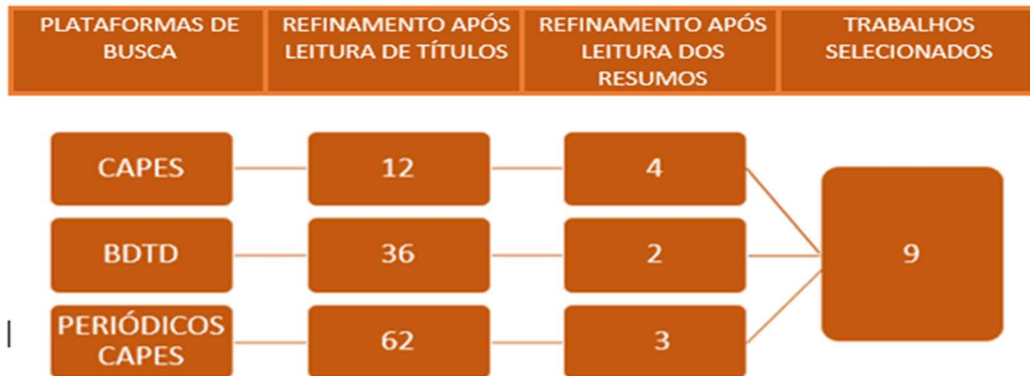 PLATAFORMAS DE
BUSCA
REFINAMENTO APÓS
LEITURA DE TÍTULOS
REFINAMENTO APÓS
LEITURA DOS
RESUMOS
TRABALHOS
SELECIONADOS
CAPES
12
4
BDTD
36
2
9
PERIÓDICOS
CAPES
62
3